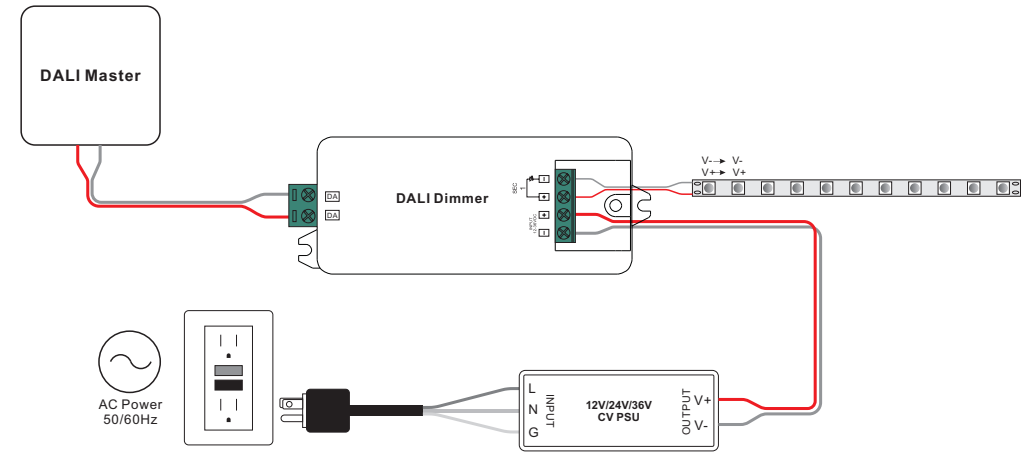 DALI Master
DALI Dimmer
DA
DA
SEC
1
−
+
+
−
INPUT
V-→ V-
V+→ V+
AC Power
50/60Hz
L
N
G
INPUT
12V/24V/36V
CV PSU
OUTPUT
V+
V-